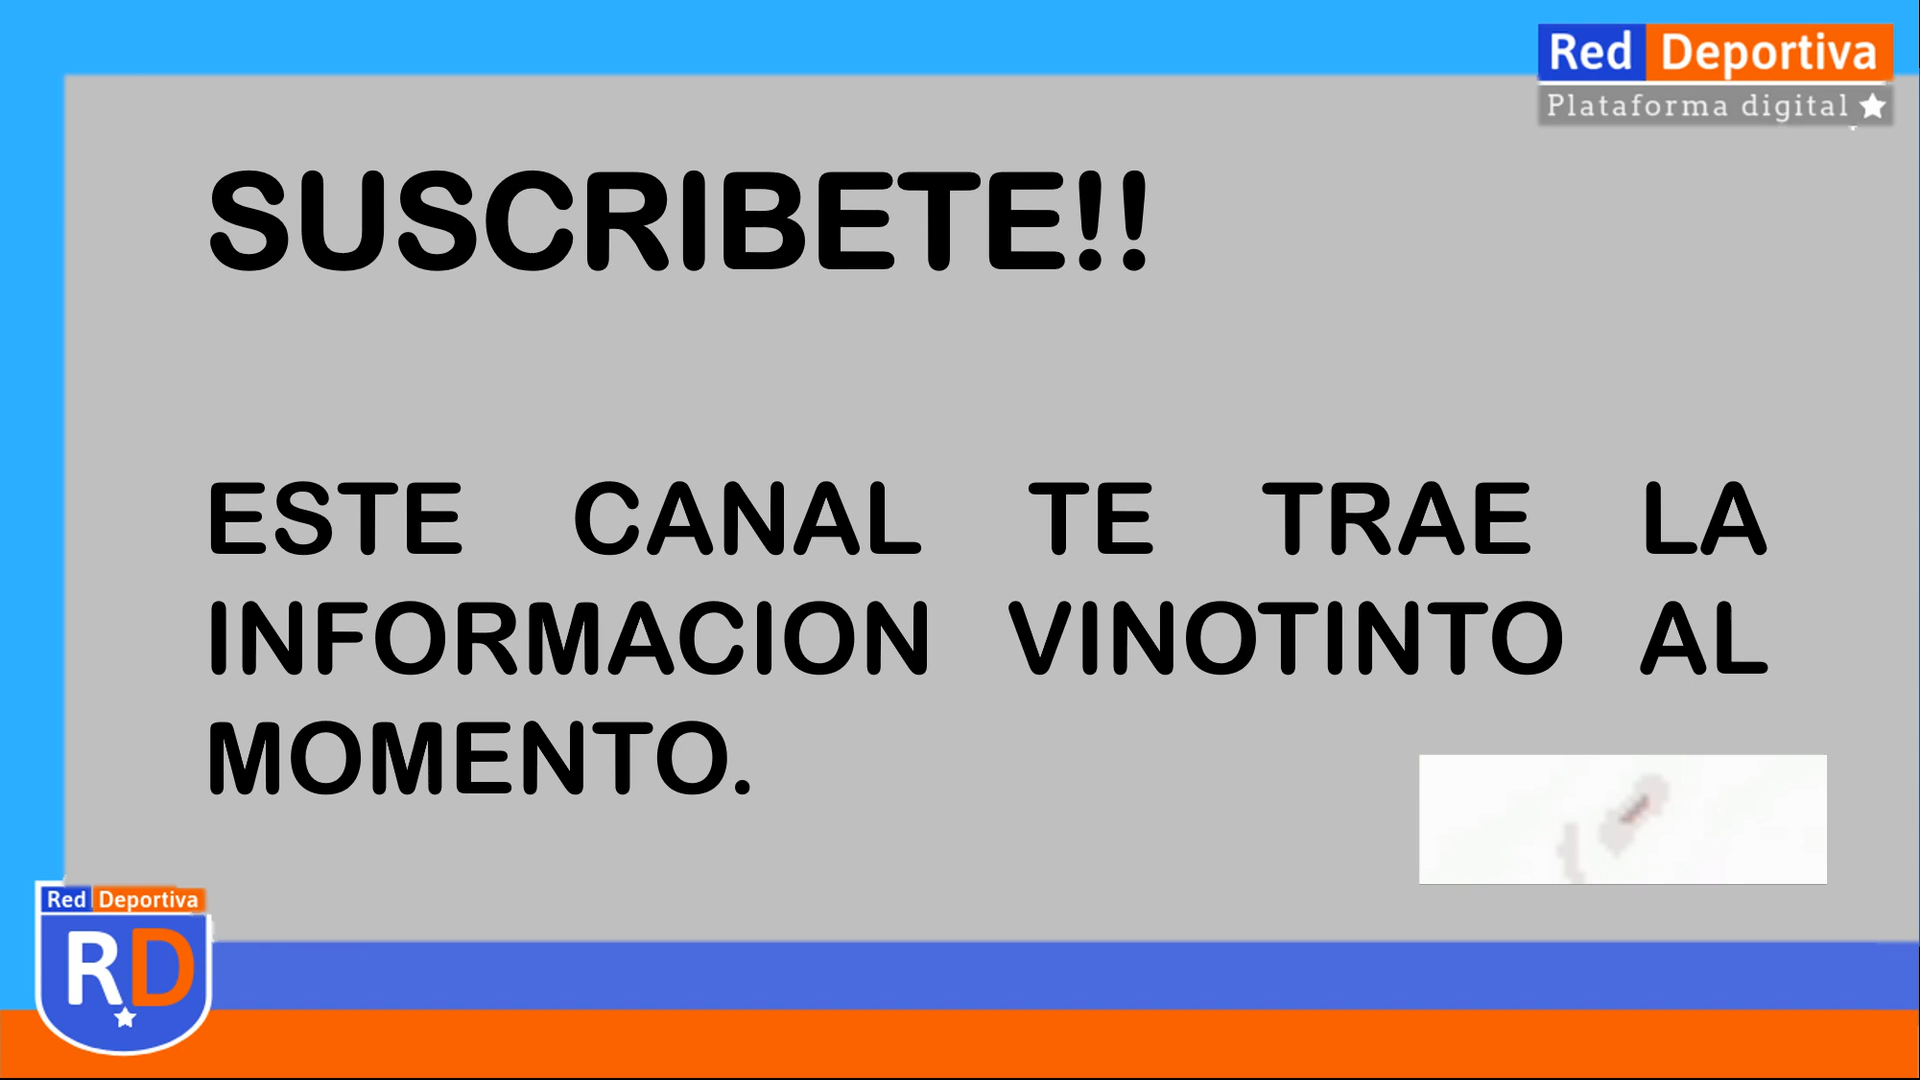 Red Deportiva
Plataforma digital
SUSCRIBETE!!
ESTE CANAL TE TRAE LA
INFORMACION VINOTINTO AL
MOMENTO.
Red Deportiva
RD